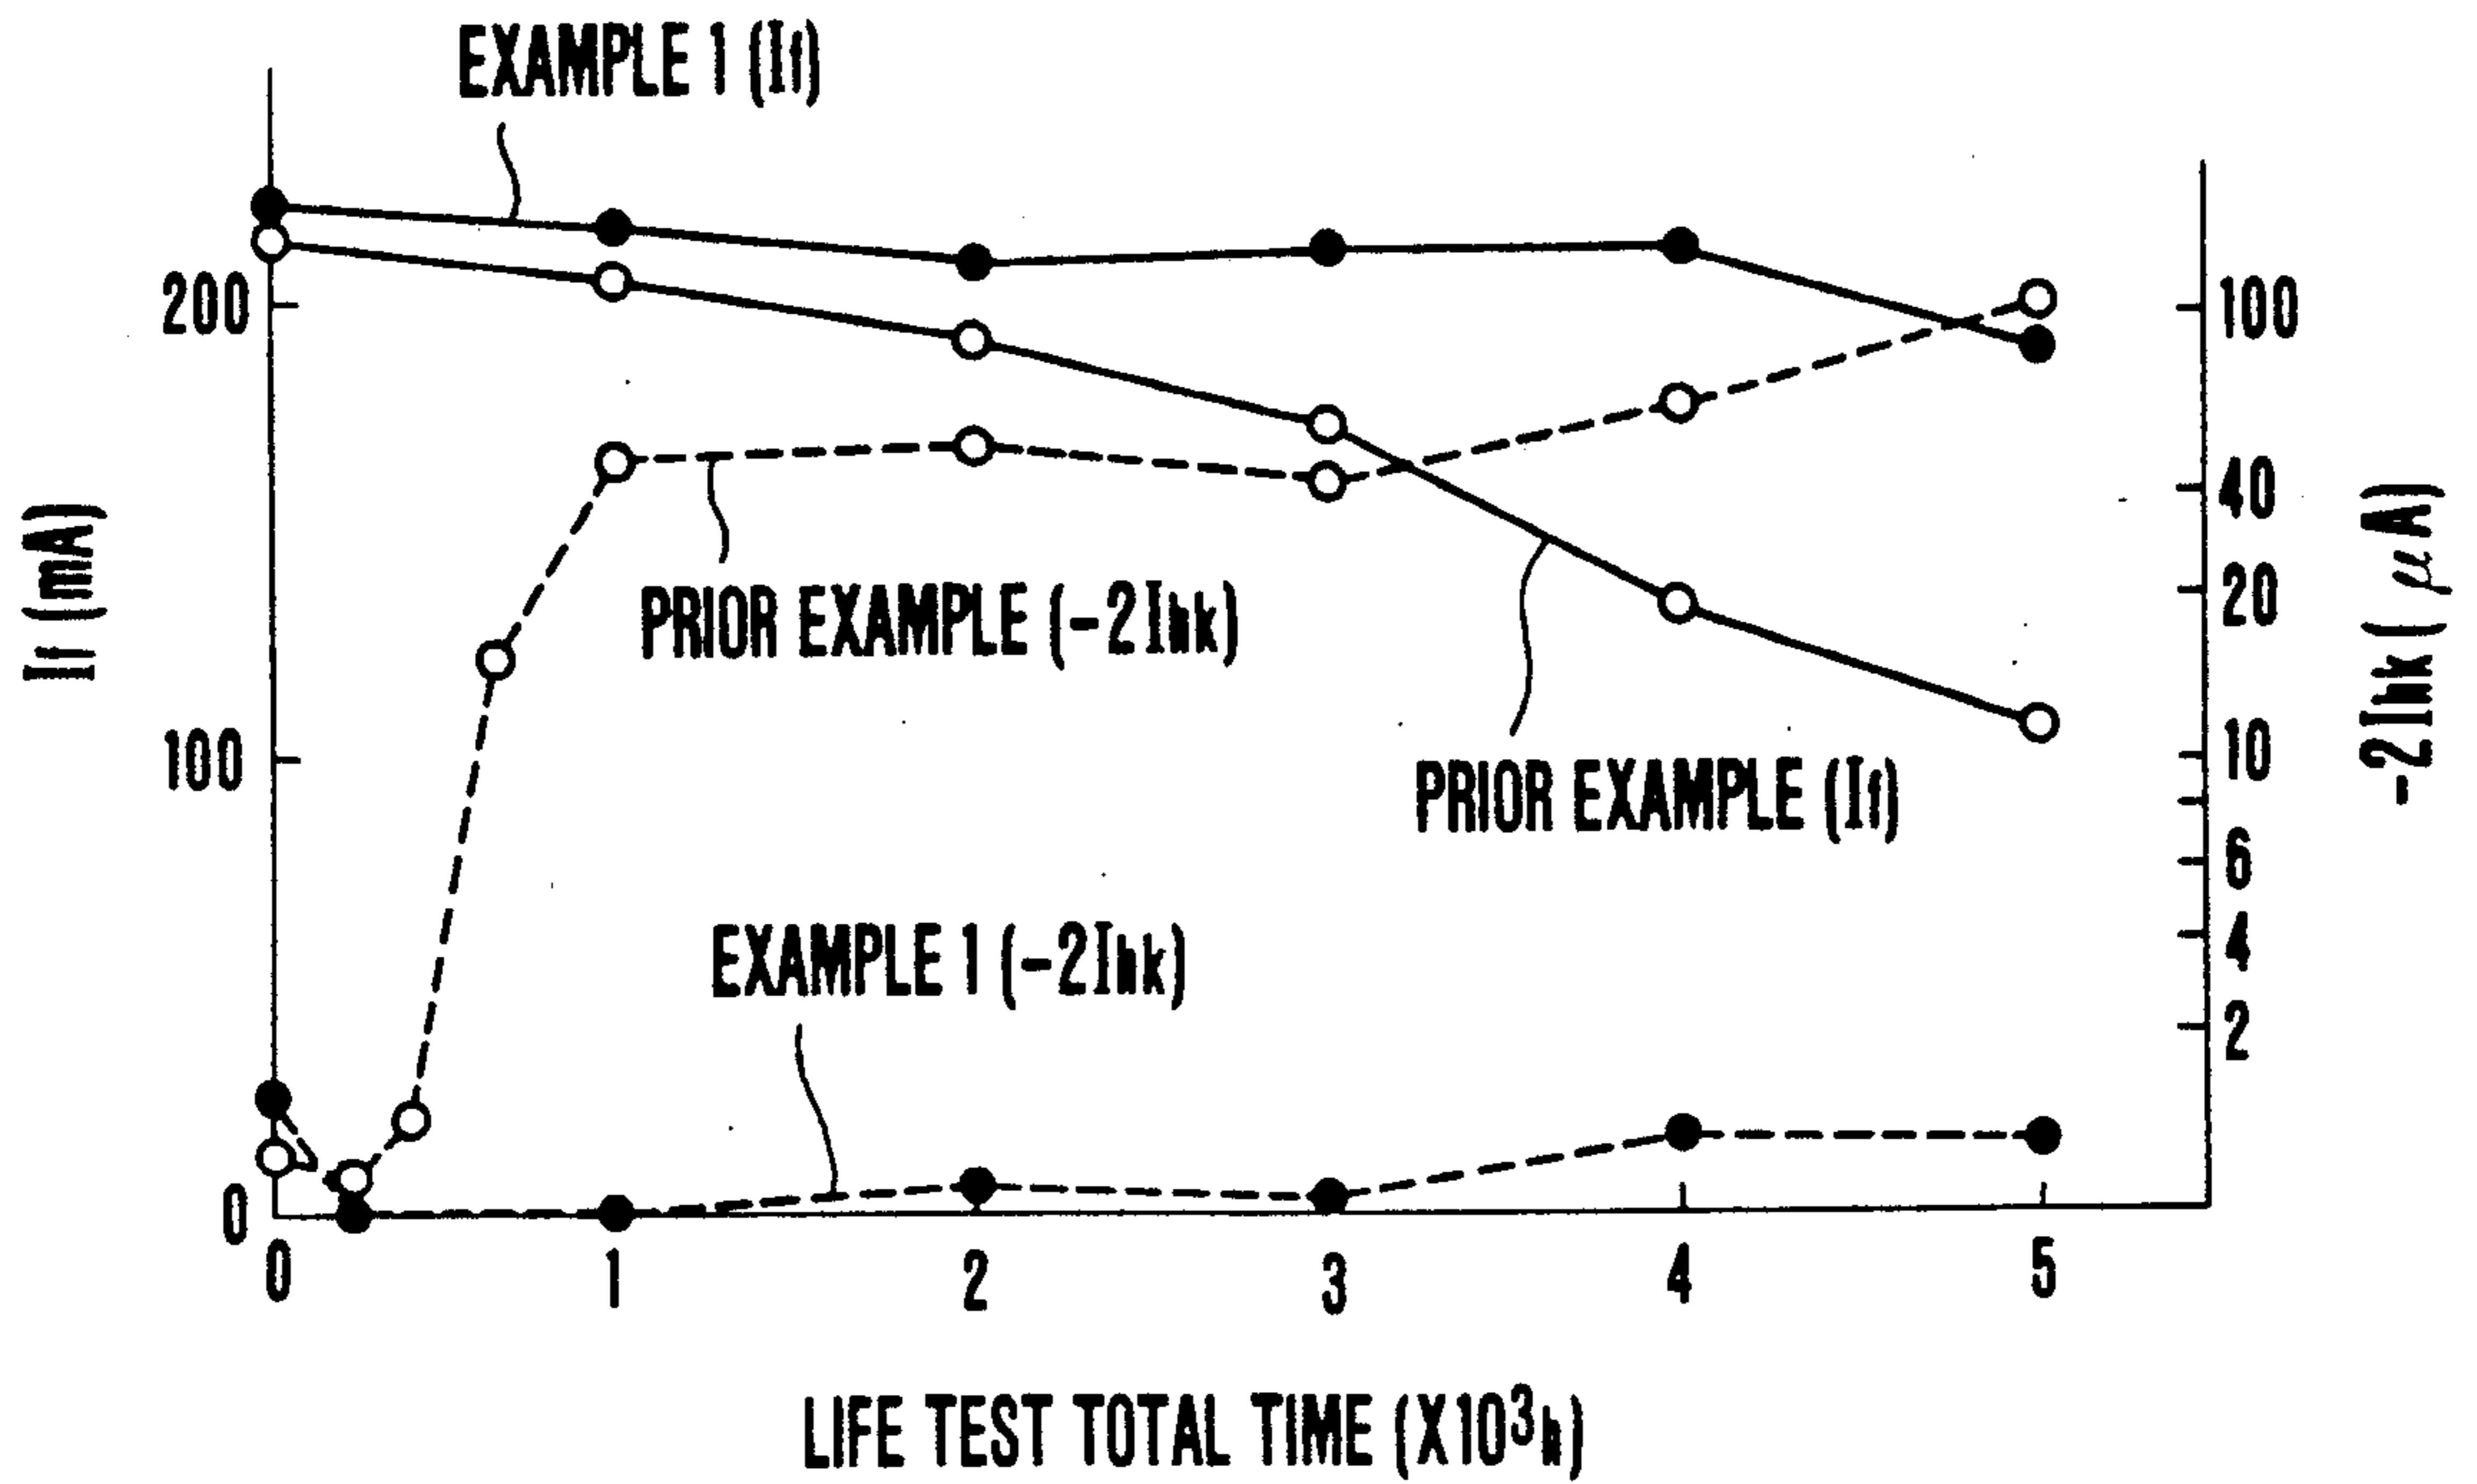 EXAMPLE 1 (If)
200
100
0
If (mA)
PRIOR EXAMPLE (-2Ihk)
PRIOR EXAMPLE (If)
EXAMPLE 1 (-2Ihk)
100
40
20
10
6
4
2
-2Ihk (μA)
0 1 2 3 4 5
LIFE TEST TOTAL TIME (X10³h)